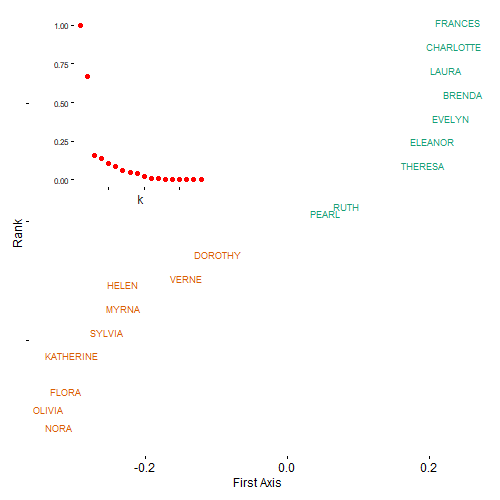 FRANCES
1.00
CHARLOTTE
0.75
LAURA
BRENDA
0.50
EVELYN
0.25
ELEANOR
THERESA
0.00
k
RUTH
PEARL
Rank
DOROTHY
VERNE
HELEN
MYRNA
SYLVIA
KATHERINE
FLORA
OLIVIA
NORA
-0.2 0.0 0.2
First Axis